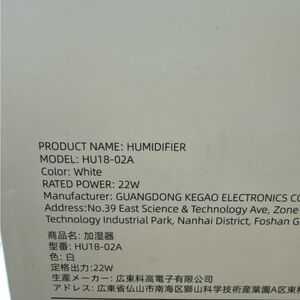 PRODUCT NAME: HUMIDIFIER
MODEL: HU18-02A
Color: White
RATED POWER: 22W
Manufacturer: GUANGDONG KEGAO ELECTRONICS CO
Address:No.39 East Science & Technology Ave, Zone
Technology Industrial Park, Nanhai District, Foshan G
商品名: 加湿器
型番: HU18-02A
色: 白
定格出力:22W
生産メーカー: 広東科高電子有限公司
アドレス: 広東省仏山市南海区獅山科学技術工業園A区東